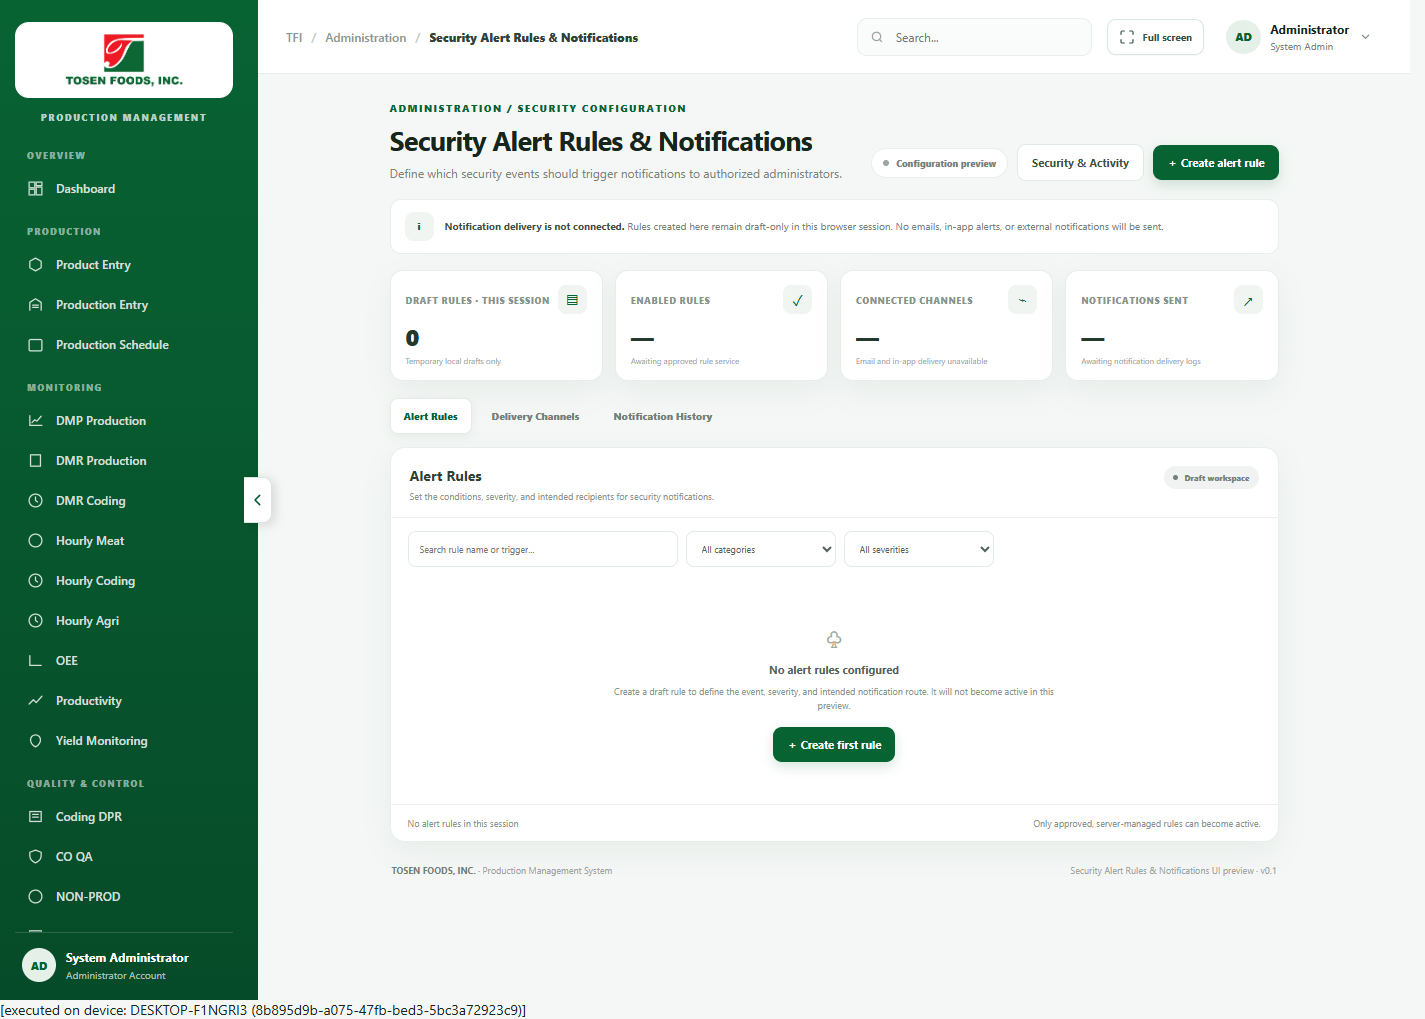 TOSEN FOODS, INC.
PRODUCTION MANAGEMENT
OVERVIEW
Dashboard
PRODUCTION
Product Entry
Production Entry
Production Schedule
MONITORING
DMP Production
DMR Production
DMR Coding
Hourly Meat
Hourly Coding
Hourly Agri
OEE
Productivity
Yield Monitoring
QUALITY & CONTROL
Coding DPR
CO QA
NON-PROD
AD
System Administrator
Administrator Account
TFI / Administration / Security Alert Rules & Notifications
Search...
Full screen
AD
Administrator
System Admin
ADMINISTRATION / SECURITY CONFIGURATION
Security Alert Rules & Notifications
Define which security events should trigger notifications to authorized administrators.
Configuration preview
Security & Activity
+ Create alert rule
i
Notification delivery is not connected. Rules created here remain draft-only in this browser session. No emails, in-app alerts, or external notifications will be sent.
DRAFT RULES · THIS SESSION
0
Temporary local drafts only
ENABLED RULES
—
Awaiting approved rule service
CONNECTED CHANNELS
—
Email and in-app delivery unavailable
NOTIFICATIONS SENT
—
Awaiting notification delivery logs
Alert Rules
Delivery Channels
Notification History
Alert Rules
Set the conditions, severity, and intended recipients for security notifications.
Draft workspace
Search rule name or trigger...
All categories
All severities
No alert rules configured
Create a draft rule to define the event, severity, and intended notification route. It will not become active in this
preview.
+ Create first rule
No alert rules in this session
Only approved, server-managed rules can become active.
TOSEN FOODS, INC. · Production Management System
Security Alert Rules & Notifications UI preview · v0.1
[executed on device: DESKTOP-F1NGRI3 (8b895d9b-a075-47fb-bed3-5bc3a72923c9)]